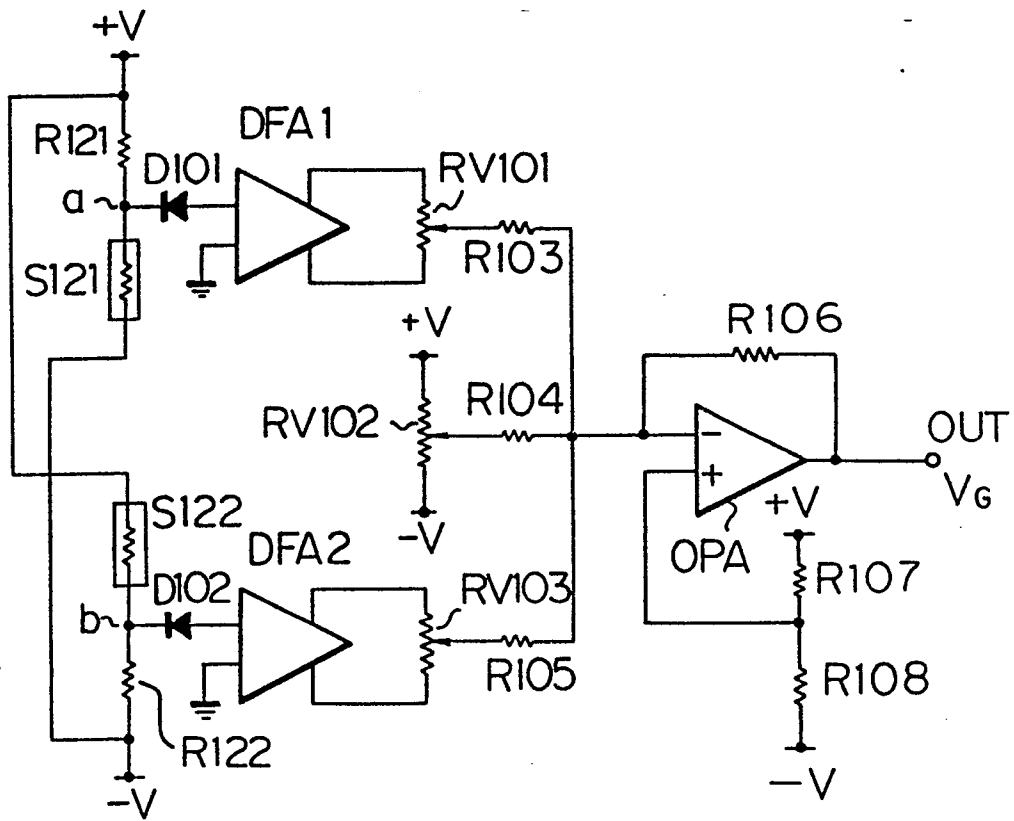 +V
DFA1
R121
D101
RV101
a
R103
S121
+V
R106
RV102
R104
OUT
−
+
VG
+V
−V
S122
DFA2
OPA
D102
RV103
R107
b
R105
R108
R122
−V
−V